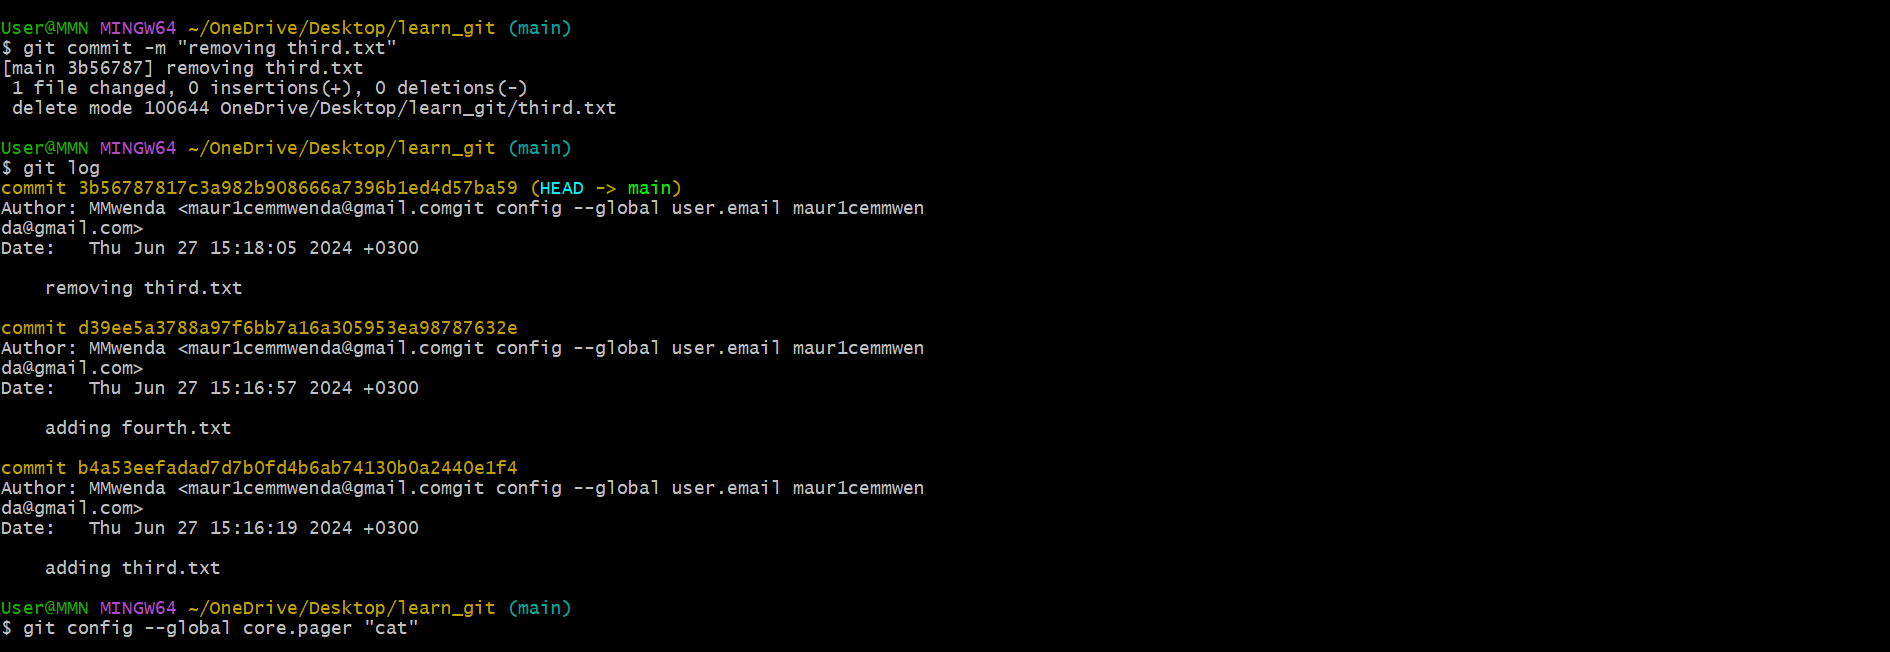 User@MMN MINGW64 ~/OneDrive/Desktop/learn_git (main)
$ git commit -m "removing third.txt"
[main 3b56787] removing third.txt
 1 file changed, 0 insertions(+), 0 deletions(-)
 delete mode 100644 OneDrive/Desktop/learn_git/third.txt

User@MMN MINGW64 ~/OneDrive/Desktop/learn_git (main)
$ git log
commit 3b56787817c3a982b908666a7396b1ed4d57ba59 (HEAD -> main)
Author: MMwenda <maur1cemmwenda@gmail.comgit config --global user.email maur1cemmwen
da@gmail.com>
Date:   Thu Jun 27 15:18:05 2024 +0300

    removing third.txt

commit d39ee5a3788a97f6bb7a16a305953ea98787632e
Author: MMwenda <maur1cemmwenda@gmail.comgit config --global user.email maur1cemmwen
da@gmail.com>
Date:   Thu Jun 27 15:16:57 2024 +0300

    adding fourth.txt

commit b4a53eefadad7d7b0fd4b6ab74130b0a2440e1f4
Author: MMwenda <maur1cemmwenda@gmail.comgit config --global user.email maur1cemmwen
da@gmail.com>
Date:   Thu Jun 27 15:16:19 2024 +0300

    adding third.txt

User@MMN MINGW64 ~/OneDrive/Desktop/learn_git (main)
$ git config --global core.pager "cat"